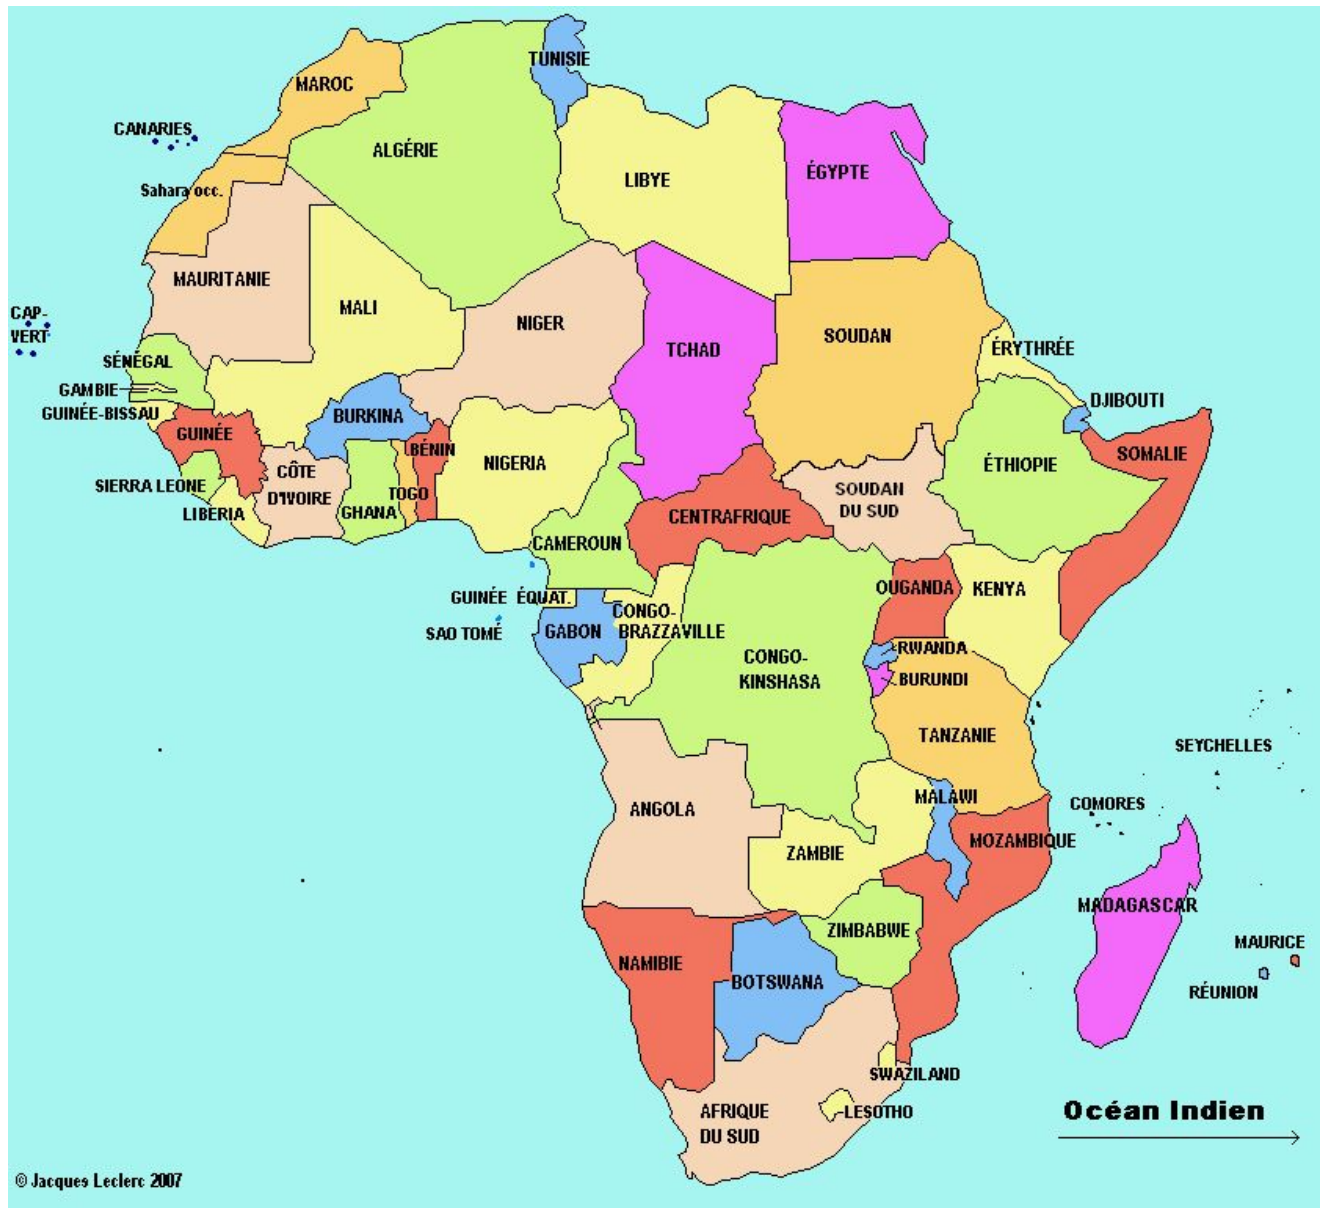 TUNISIE
MAROC
CANARIES
ALGÉRIE
LIBYE
ÉGYPTE
Sahara occ.
MAURITANIE
MALI
NIGER
TCHAD
SOUDAN
CAP-
VERT
ÉRYTHRÉE
SÉNÉGAL
GAMBIE
DJIBOUTI
GUINÉE-BISSAU
BURKINA
GUINÉE
BÉNIN
SOMALIE
NIGERIA
ÉTHIOPIE
CÔTE
D'IVOIRE
SIERRA LEONE
TOGO
SOUDAN
DU SUD
LIBERIA
GHANA
CENTRAFRIQUE
CAMEROUN
OUGANDA
KENYA
GUINÉE ÉQUAT.
CONGO-
BRAZZAVILLE
SAO TOMÉ
GABON
RWANDA
CONGO-
KINSHASA
BURUNDI
TANZANIE
SEYCHELLES
MALAWI
COMORES
ANGOLA
MOZAMBIQUE
ZAMBIE
MADAGASCAR
ZIMBABWE
MAURICE
NAMIBIE
BOTSWANA
RÉUNION
SWAZILAND
AFRIQUE
DU SUD
LESOTHO
Océan Indien
© Jacques Leclerc 2007